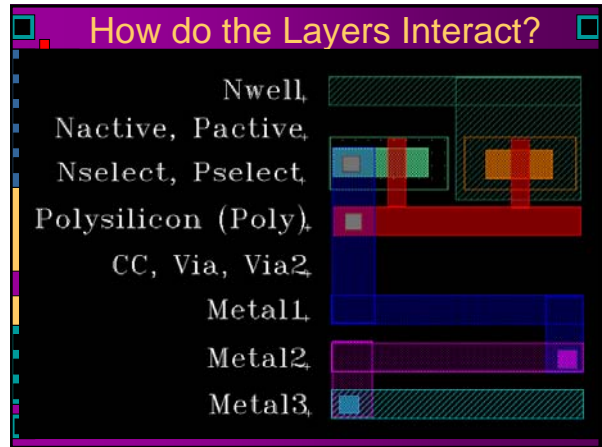 How do the Layers Interact?
Nwell
Nactive, Pactive
Nselect, Pselect
Polysilicon (Poly)
CC, Via, Via2
Metal1
Metal2
Metal3